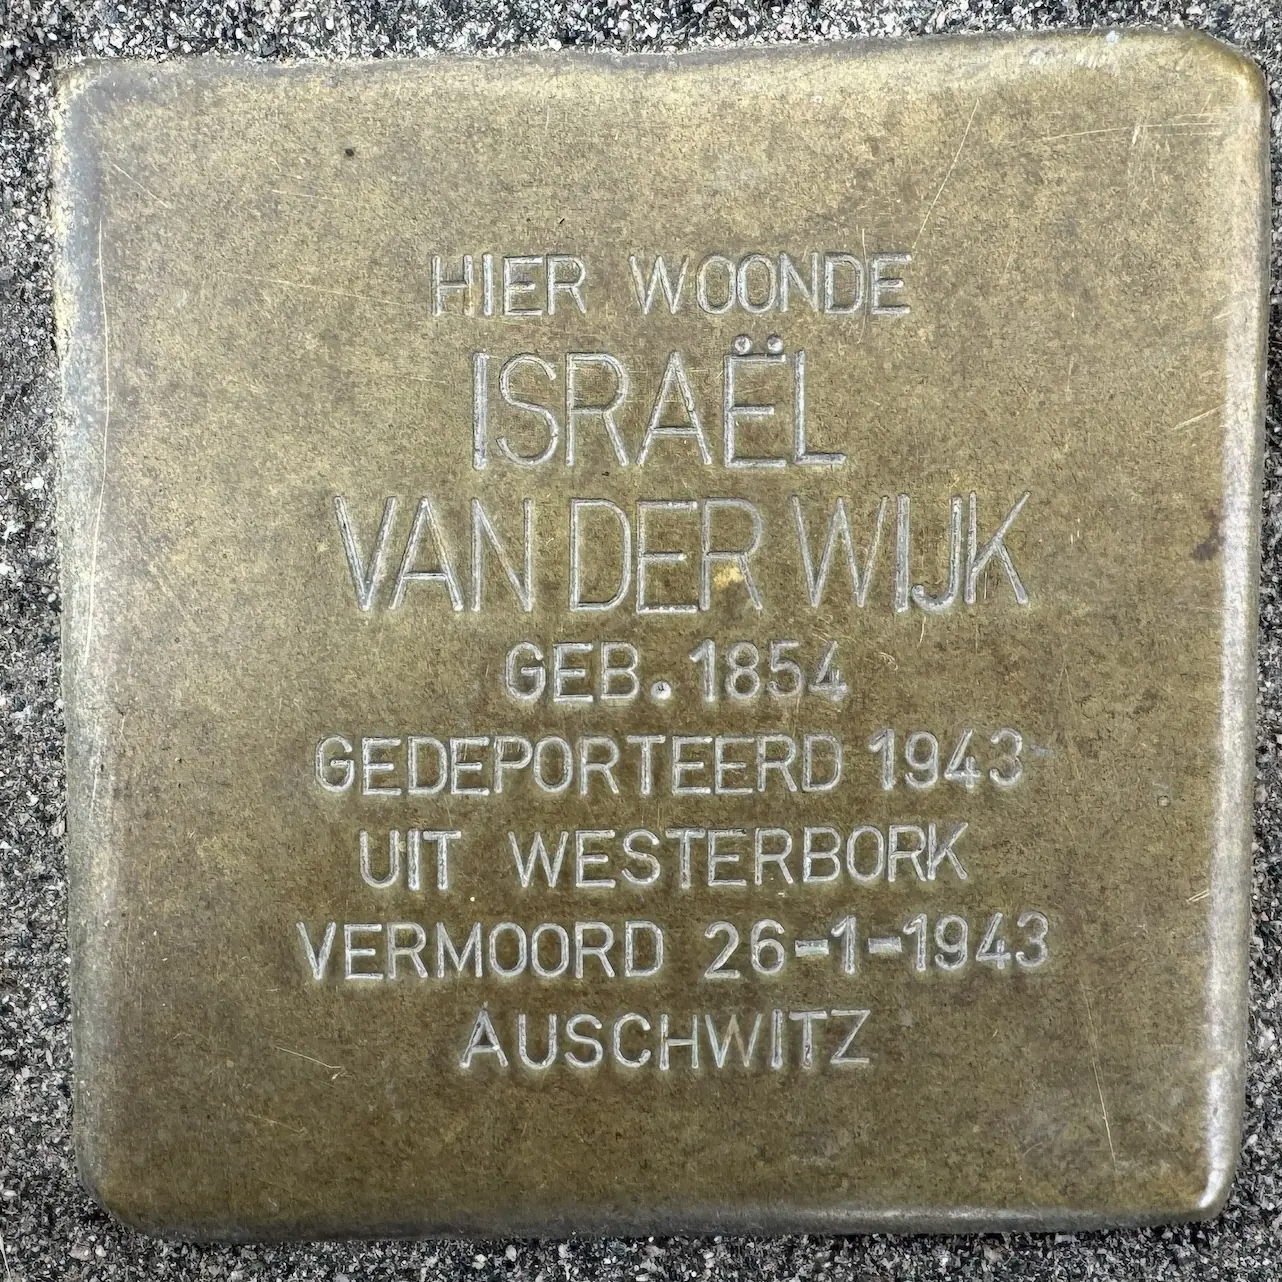 HIER WOONDE
ISRAËL
VAN DER WIJK
GEB. 1854
GEDEPORTEERD 1943
UIT WESTERBORK
VERMOORD 26-1-1943
AUSCHWITZ